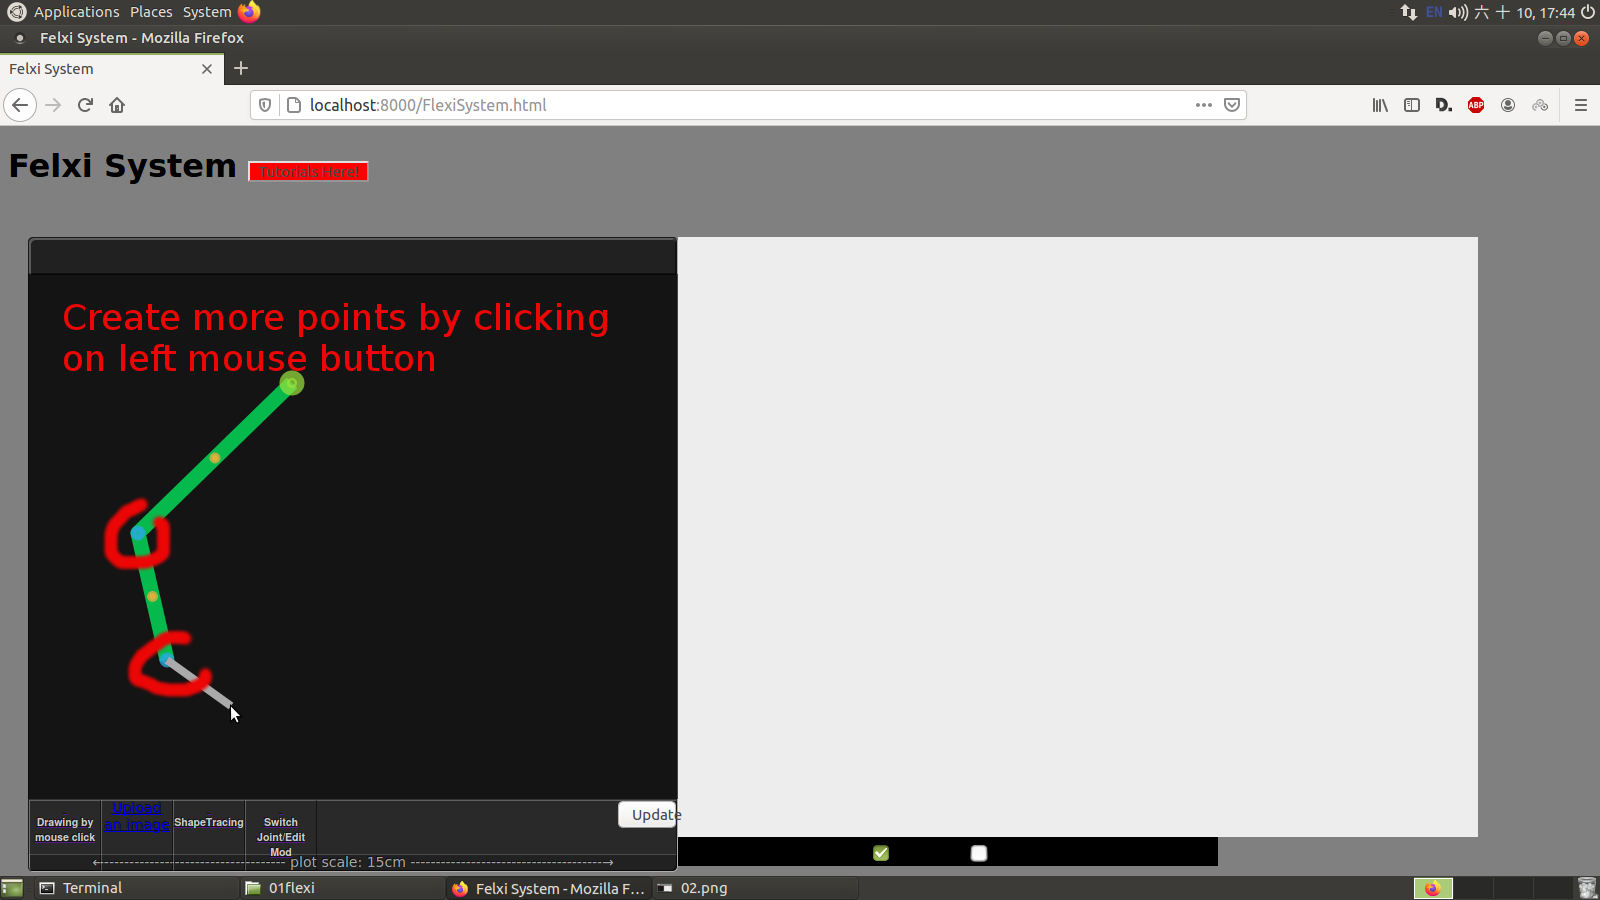 Applications Places System
EN 六 十 10, 17:44
Felxi System - Mozilla Firefox
Felxi System
localhost:8000/FlexiSystem.html
D.
ABP
Felxi System
Tutorials Here!
Create more points by clicking
on left mouse button
Drawing by
mouse click
Upload
an image
ShapeTracing
Switch
Joint/Edit
Mod
Update
plot scale: 15cm
Terminal
01flexi
Felxi System - Mozilla F...
02.png